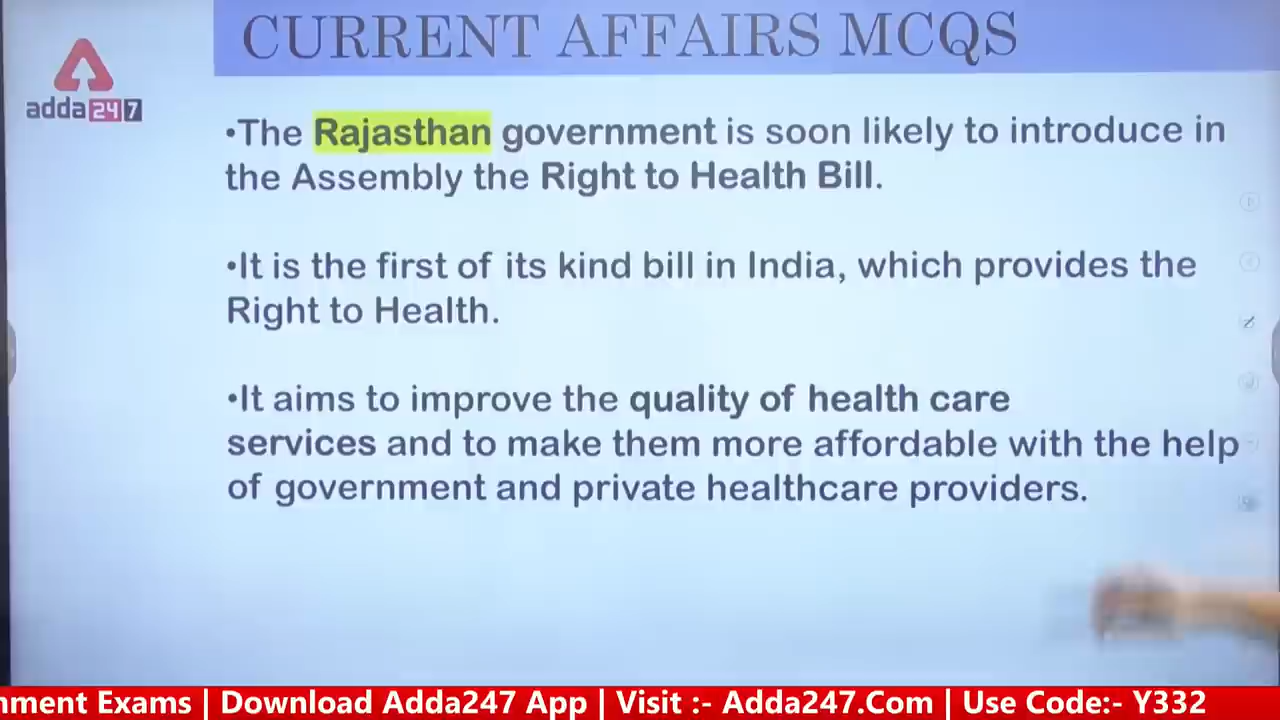 CURRENT AFFAIRS MCQS
adda247
•The Rajasthan government is soon likely to introduce in
the Assembly the Right to Health Bill.
•It is the first of its kind bill in India, which provides the
Right to Health.
•It aims to improve the quality of health care
services and to make them more affordable with the help
of government and private healthcare providers.
nment Exams | Download Adda247 App | Visit :- Adda247.Com | Use Code:- Y332